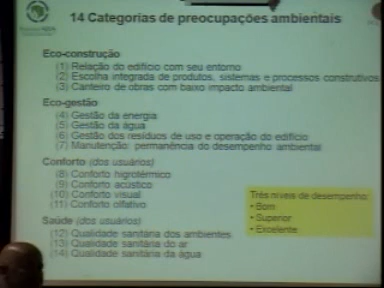 14 Categorias de preocupações ambientais
Eco-construção
(1) Relação do edifício com seu entorno
(2) Escolha integrada de produtos, sistemas e processos construtivos
(3) Canteiro de obras com baixo impacto ambiental
Eco-gestão
(4) Gestão da energia
(5) Gestão da água
(6) Gestão dos resíduos de uso e operação do edifício
(7) Manutenção: permanência do desempenho ambiental
Conforto (dos usuários)
(8) Conforto higrotérmico
(9) Conforto acústico
(10) Conforto visual
(11) Conforto olfativo
Saúde (dos usuários)
(12) Qualidade sanitária dos ambientes
(13) Qualidade sanitária do ar
(14) Qualidade sanitária da água
Três níveis de desempenho:
• Bom
• Superior
• Excelente